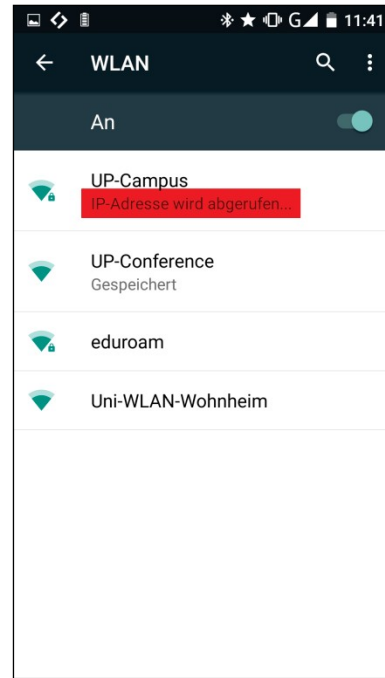 G 11:41
WLAN
An
UP-Campus
IP-Adresse wird abgerufen...
UP-Conference
Gespeichert
eduroam
Uni-WLAN-Wohnheim